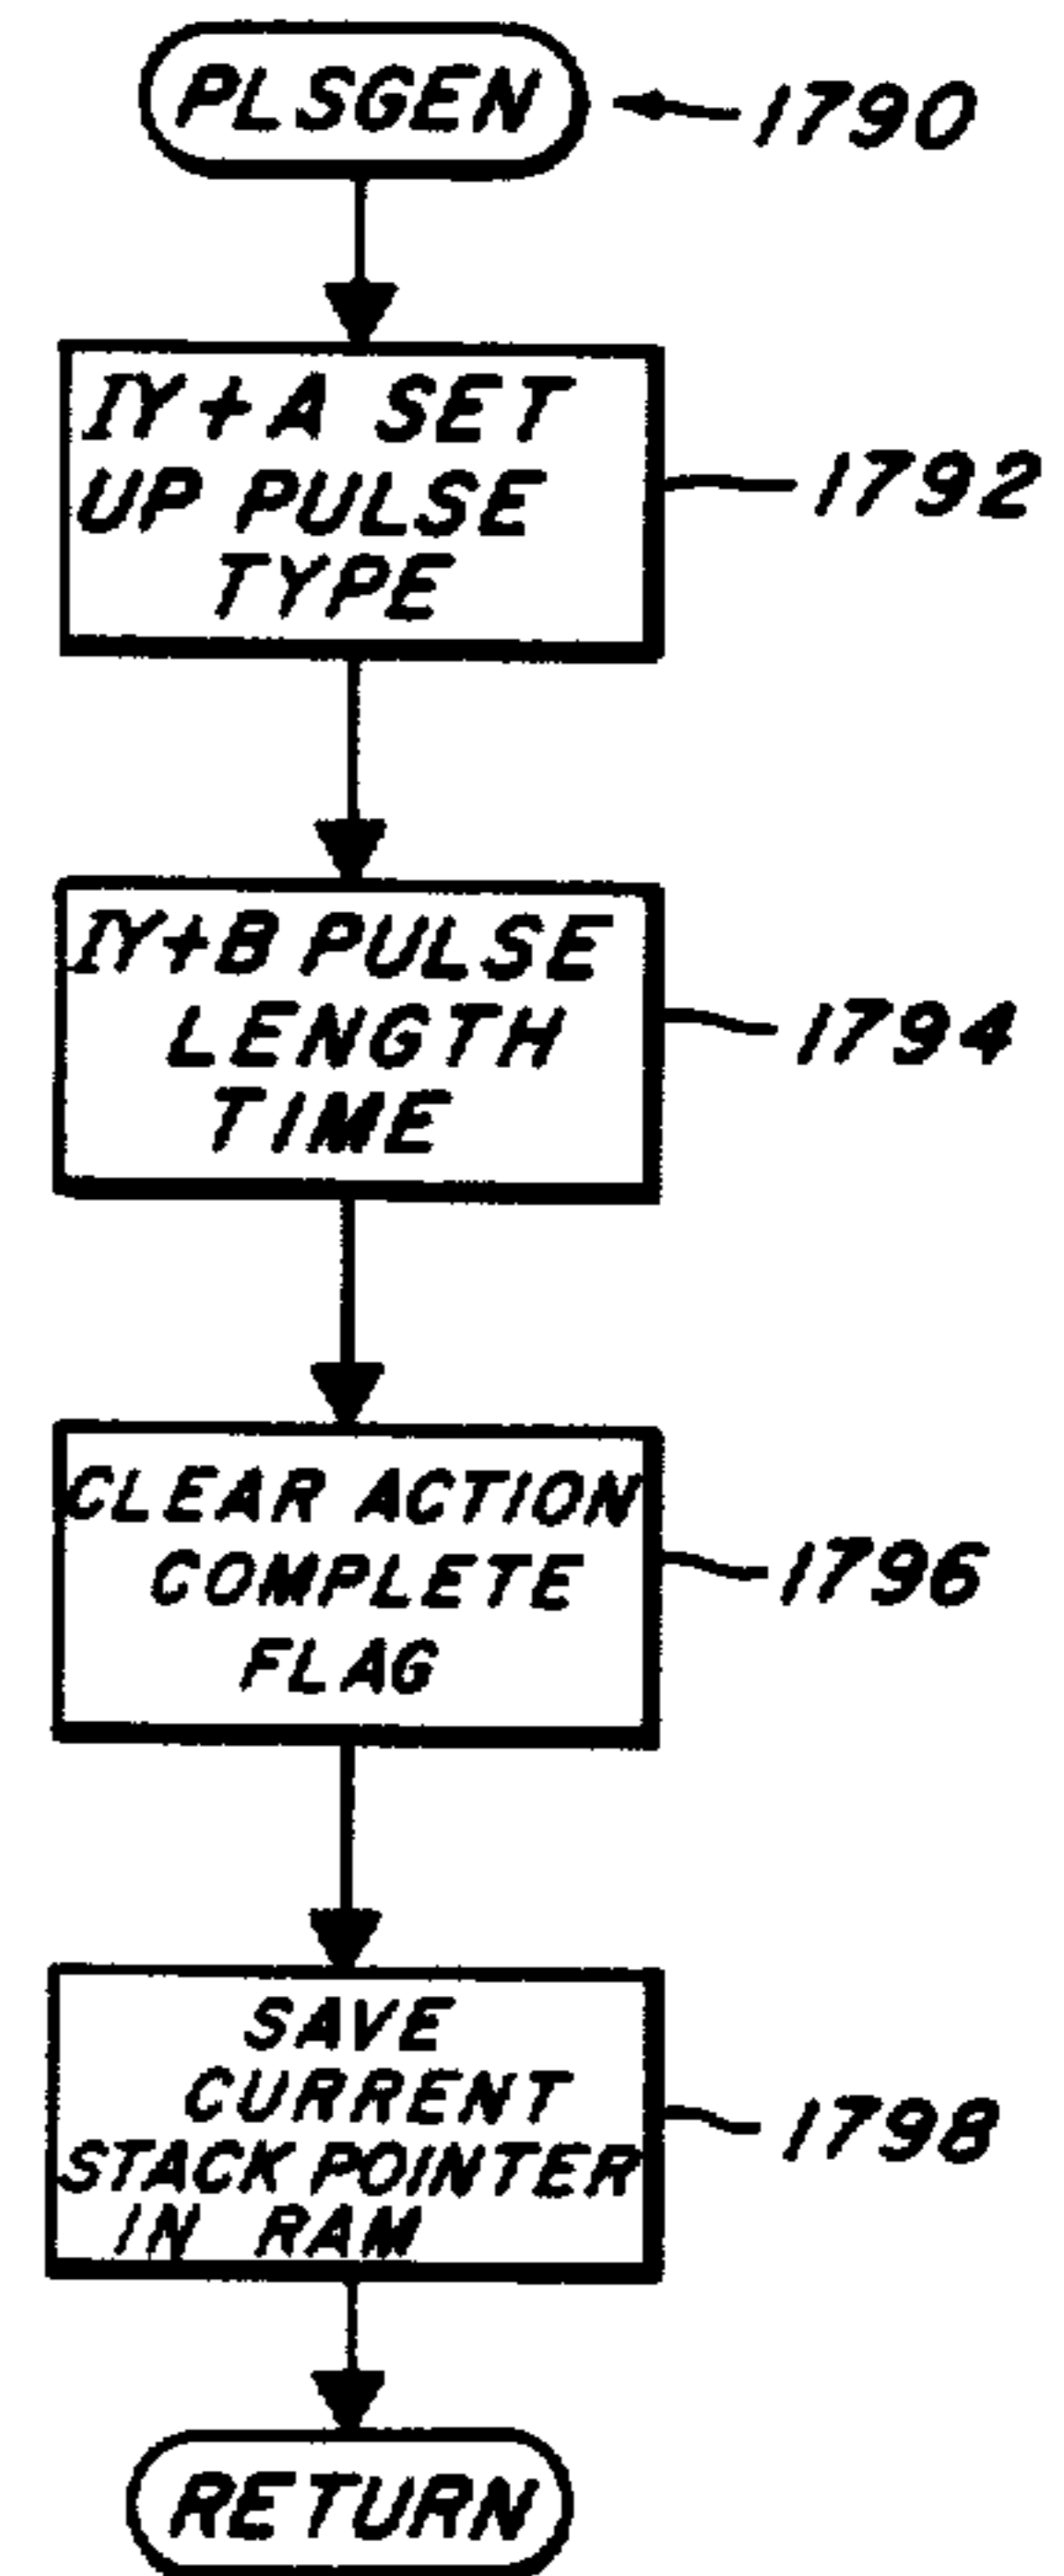 PLSGEN
1790
IY+A SET
UP PULSE
TYPE
1792
IY+B PULSE
LENGTH
TIME
1794
CLEAR ACTION
COMPLETE
FLAG
1796
SAVE
CURRENT
STACK POINTER
IN RAM
1798
RETURN